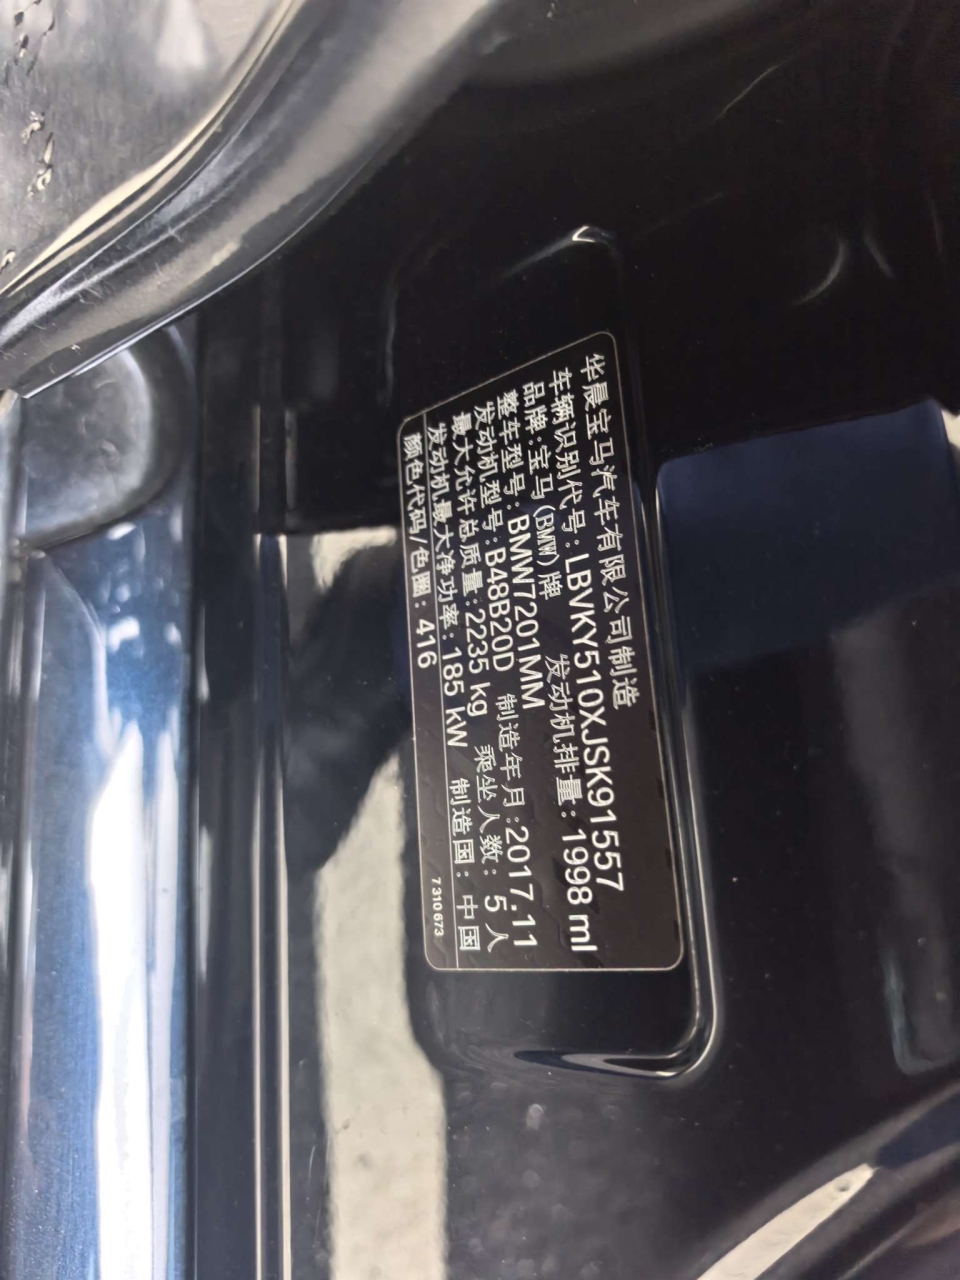 华晨宝马汽车有限公司制造
车辆识别代号：LBVKY510XJSK91557
品牌：宝马(BMW)牌 发动机排量：1998 ml
整车型号：BMW7201MM
发动机型号：B48B20D 制造年月：2017.11
最大允许总质量：2235 kg 乘坐人数：5 人
发动机最大净功率：185 kW 制造国：中国
颜色代码/色圈：416
7 310 673